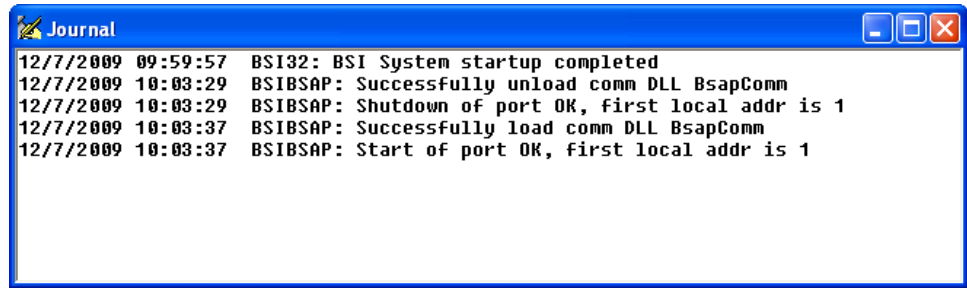 Journal
12/7/2009 09:59:57  BSI32: BSI System startup completed
12/7/2009 10:03:29  BSIBSAP: Successfully unload comm DLL BsapComm
12/7/2009 10:03:29  BSIBSAP: Shutdown of port OK, first local addr is 1
12/7/2009 10:03:37  BSIBSAP: Successfully load comm DLL BsapComm
12/7/2009 10:03:37  BSIBSAP: Start of port OK, first local addr is 1